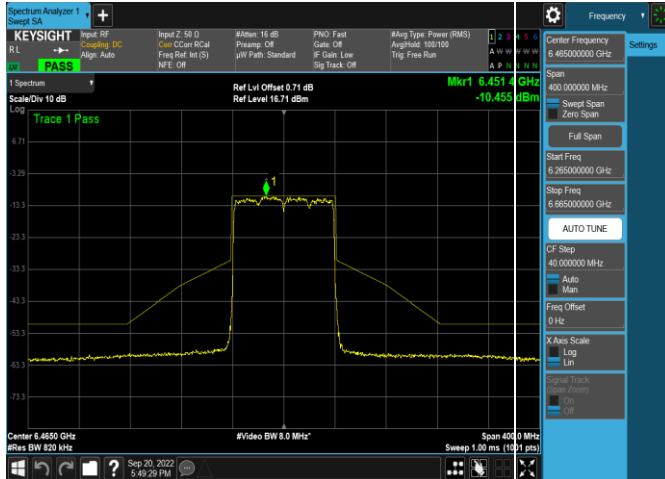 Spectrum Analyzer 1
Swept SA
Frequency
KEYSIGHT
R L
PASS
Input: RF
Coupling: DC
Align: Auto
Input Z: 50 Ω
Corr CCorr RCal
Freq Ref: Int (S)
NFE: Off
#Atten: 16 dB
Preamp: Off
µW Path: Standard
PNO: Fast
Gate: Off
IF Gain: Low
Sig Track: Off
#Avg Type: Power (RMS)
Avg|Hold: 100/100
Trig: Free Run
1 2 3 4 5 6
A W W W W W
A P N N N N
1 Spectrum
Scale/Div 10 dB
Log
Ref Lvl Offset 0.71 dB
Ref Level 16.71 dBm
Mkr1 6.451 4 GHz
-10.455 dBm
Trace 1 Pass
1
6.71
-3.29
-13.3
-23.3
-33.3
-43.3
-53.3
-63.3
-73.3
Center 6.4650 GHz
#Res BW 820 kHz
#Video BW 8.0 MHz*
Span 400.0 MHz
Sweep 1.00 ms (1001 pts)
Sep 20, 2022
5:49:29 PM
?
Center Frequency
6.465000000 GHz
Settings
Span
400.000000 MHz
Swept Span
Zero Span
Full Span
Start Freq
6.265000000 GHz
Stop Freq
6.665000000 GHz
AUTO TUNE
CF Step
40.000000 MHz
Auto
Man
Freq Offset
0 Hz
X Axis Scale
Log
Lin
Signal Track
(Span Zoom)
On
Off